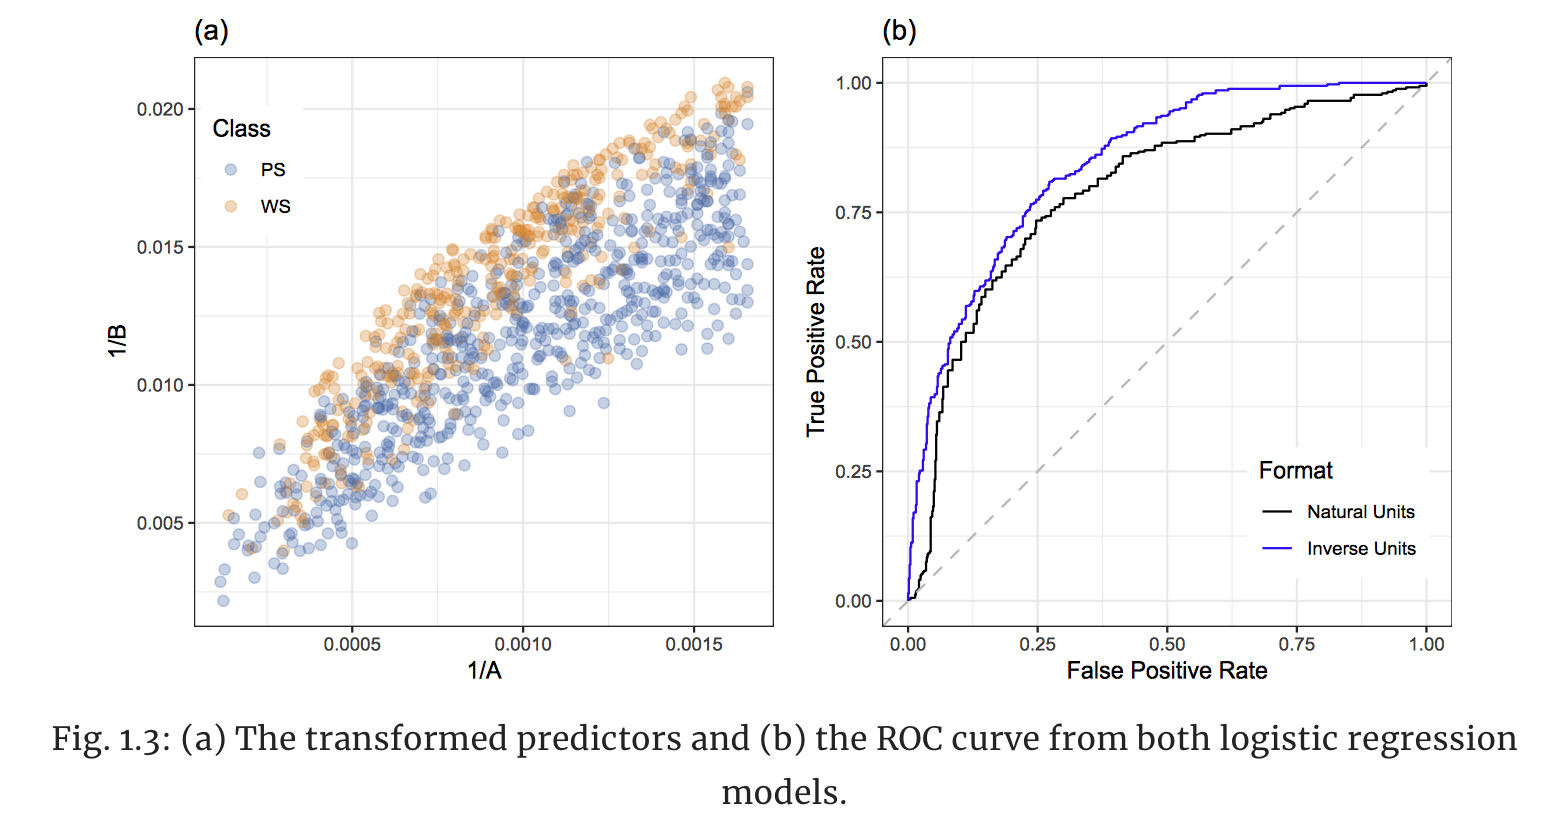 (a)
0.020
0.015
0.010
0.005
1/B
Class
PS
WS
0.0005 0.0010 0.0015
1/A
(b)
1.00
0.75
0.50
0.25
0.00
True Positive Rate
Format
Natural Units
Inverse Units
0.00 0.25 0.50 0.75 1.00
False Positive Rate
Fig. 1.3: (a) The transformed predictors and (b) the ROC curve from both logistic regression
models.